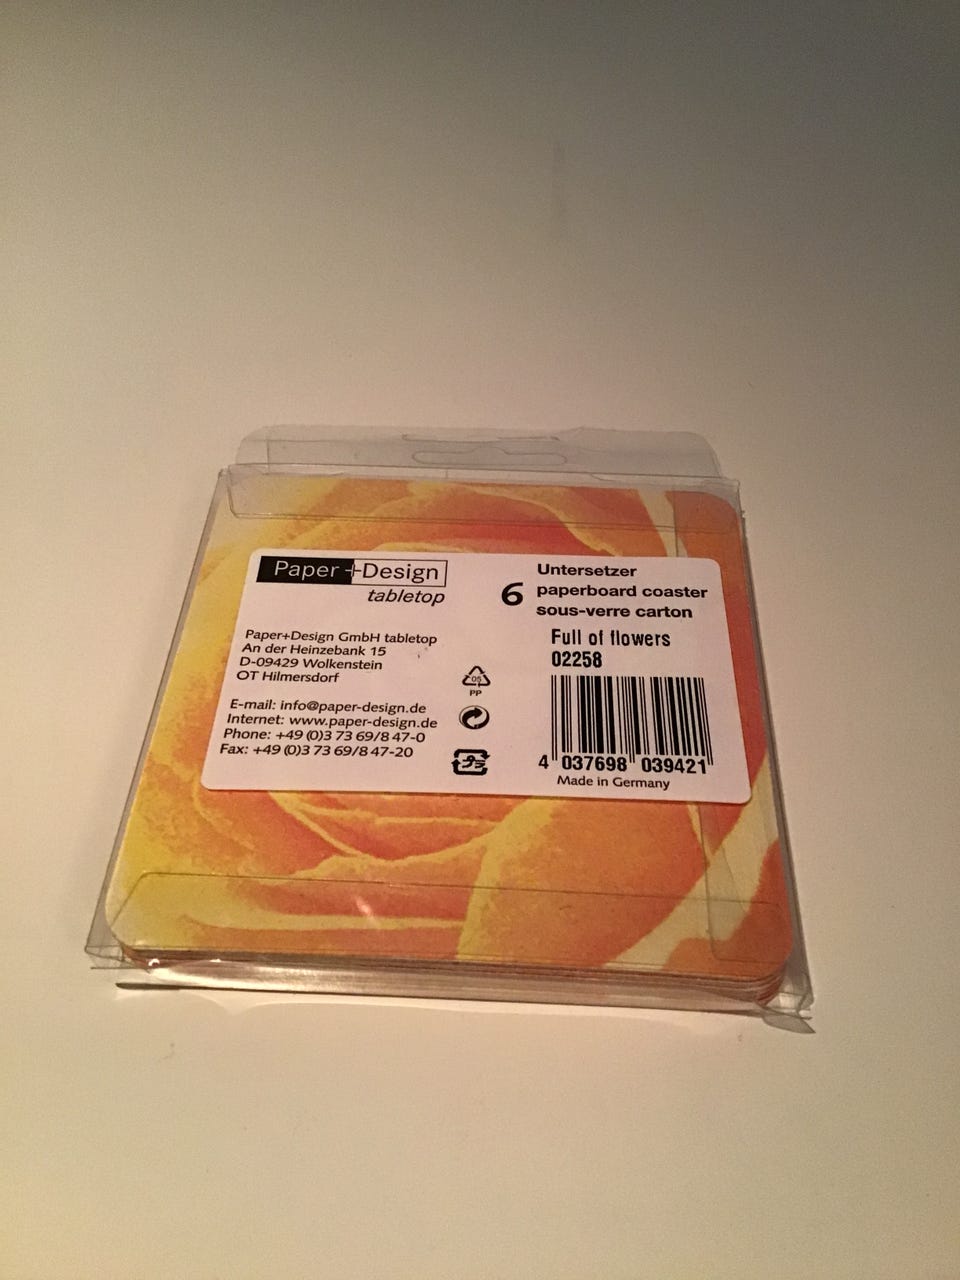 Paper+Design
tabletop
Paper+Design GmbH tabletop
An der Heinzebank 15
D-09429 Wolkenstein
OT Hilmersdorf
E-mail: info@paper-design.de
Internet: www.paper-design.de
Phone: +49 (0)3 73 69/8 47-0
Fax: +49 (0)3 73 69/8 47-20
05
PP
6
Untersetzer
paperboard coaster
sous-verre carton
Full of flowers
02258
4 037698 039421
Made in Germany